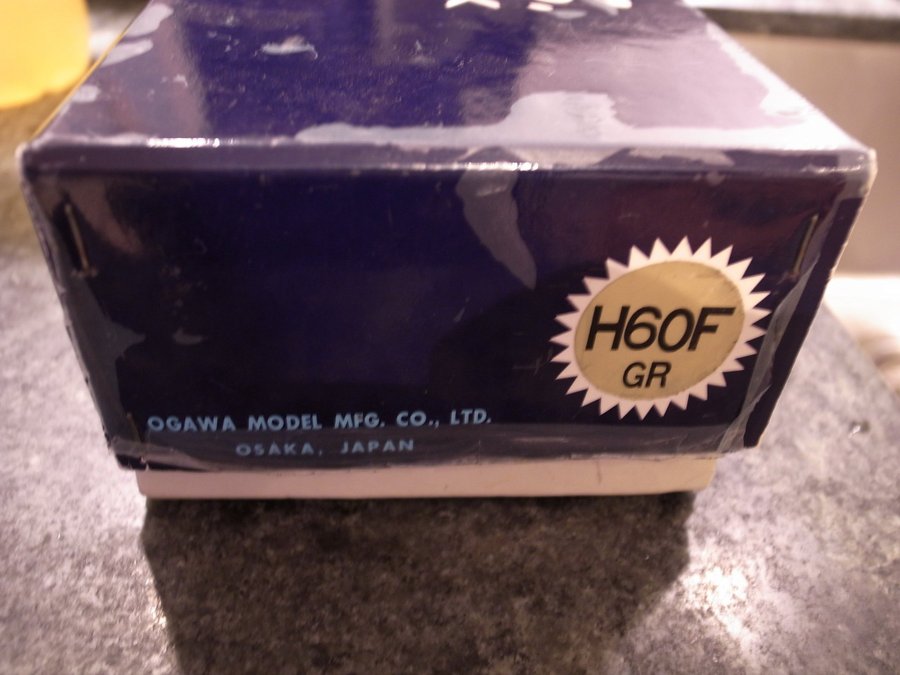 H60F
GR
OGAWA MODEL MFG. CO., LTD.
OSAKA, JAPAN